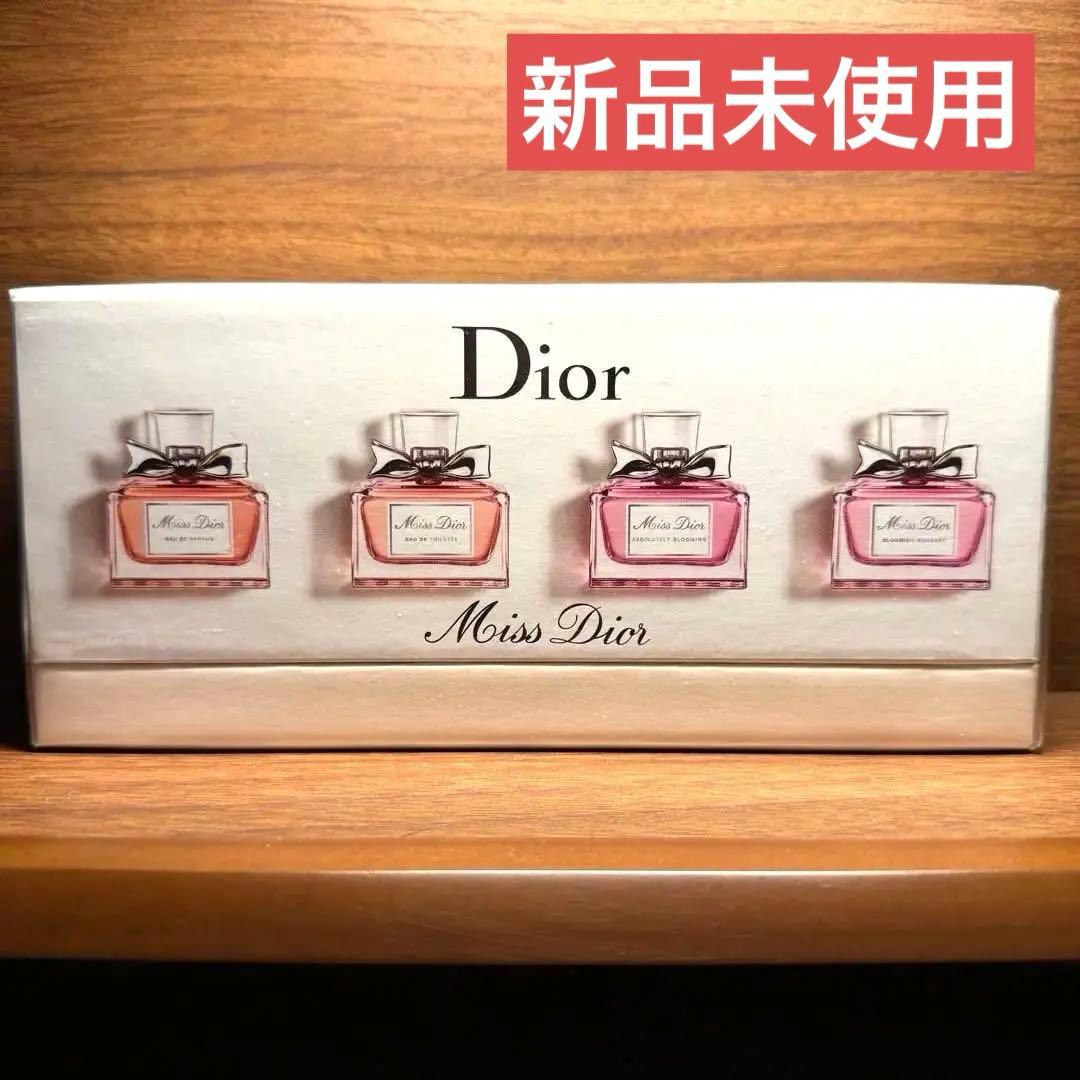 新品未使用
Dior
Miss Dior
EAU DE PARFUM
Miss Dior
EAU DE TOILETTE
Miss Dior
ABSOLUTELY BLOOMING
Miss Dior
BLOOMING BOUQUET
Miss Dior